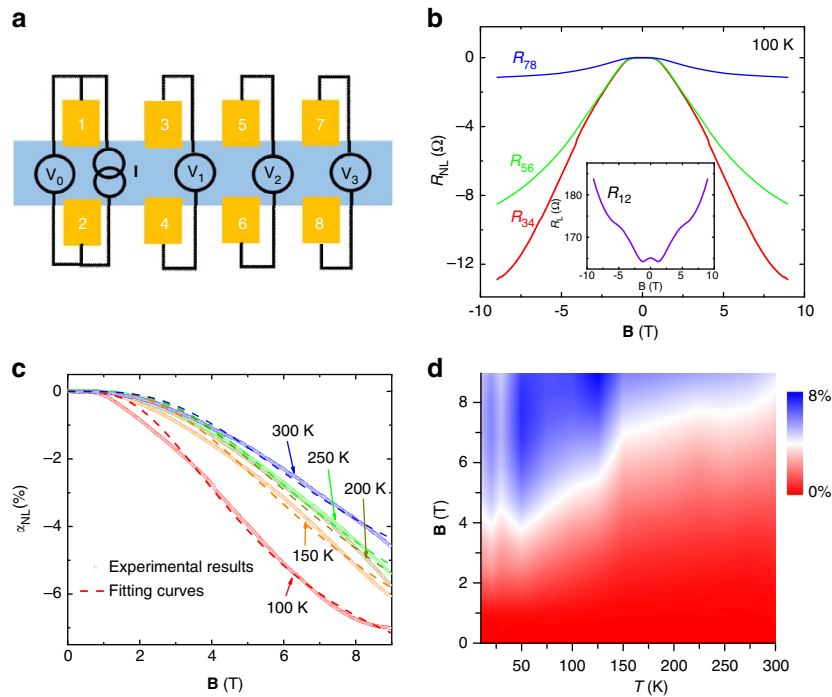 a
1 3 5 7
V0 I V1 V2 V3
2 4 6 8
b
100 K
R78
R56
R34
R12
RNL (Ω)
0
−4
−8
−12
-10 -5 0 5 10
B (T)
RL (Ω)
180
170
160
-10 -5 0 5 10
B (T)
c
αNL(%)
0
−2
−4
−6
300 K
250 K
200 K
150 K
100 K
Experimental results
Fitting curves
0 2 4 6 8
B (T)
d
B (T)
8
6
4
2
0
50 100 150 200 250 300
T (K)
8%
0%